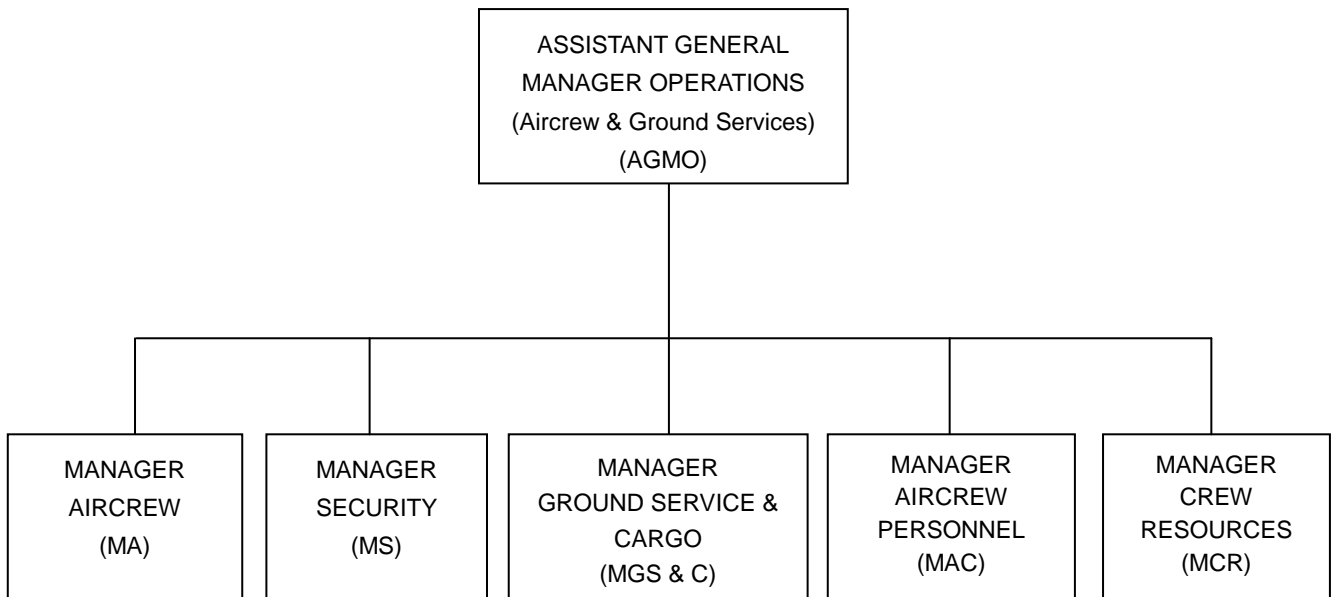 ASSISTANT GENERAL
MANAGER OPERATIONS
(Aircrew & Ground Services)
(AGMO)
MANAGER
AIRCREW
(MA)
MANAGER
SECURITY
(MS)
MANAGER
GROUND SERVICE &
CARGO
(MGS & C)
MANAGER
AIRCREW
PERSONNEL
(MAC)
MANAGER
CREW
RESOURCES
(MCR)